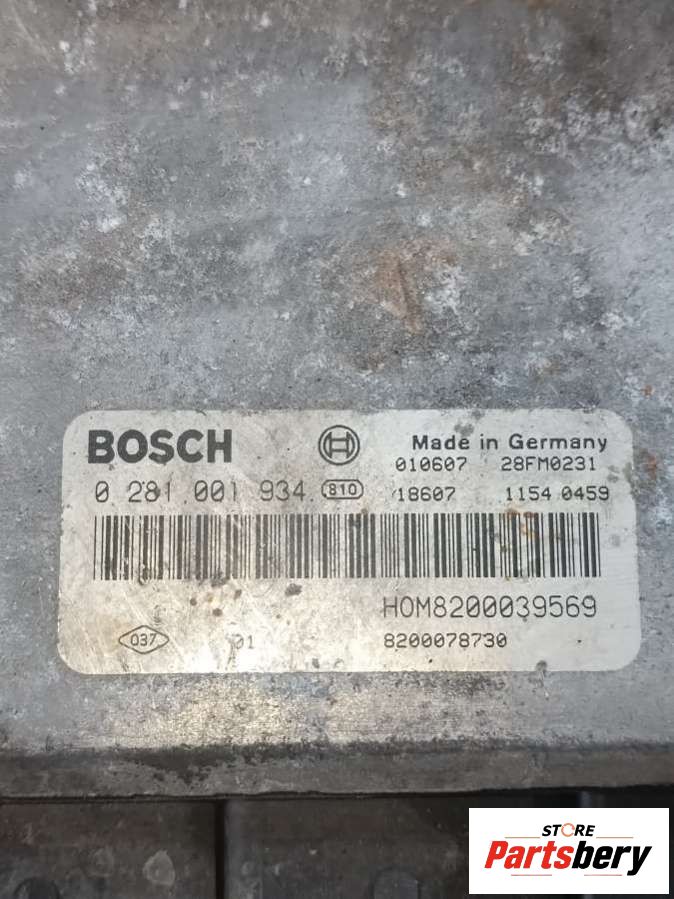 BOSCH
Made in Germany
010607 28FM0231
0 281 001 934 810
18607 1154 0459
HOM8200039569
037 01 8200078730
STORE
Partsbery